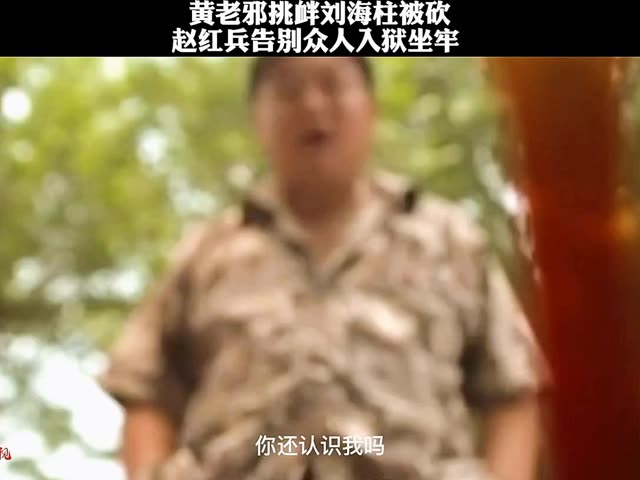 黄老邪挑衅刘海柱被砍
赵红兵告别众人入狱坐牢
你还认识我吗